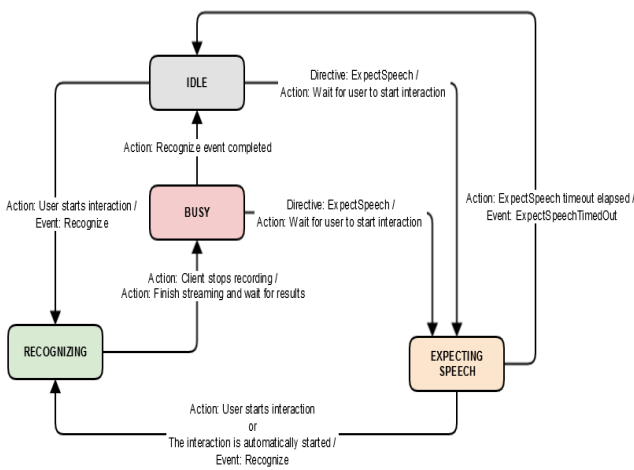 IDLE
Directive: ExpectSpeech /
Action: Wait for user to start interaction
Action: Recognize event completed
Action: User starts interaction /
Event: Recognize
BUSY
Directive: ExpectSpeech /
Action: Wait for user to start interaction
Action: ExpectSpeech timeout elapsed /
Event: ExpectSpeechTimedOut
Action: Client stops recording /
Action: Finish streaming and wait for results
RECOGNIZING
EXPECTING
SPEECH
Action: User starts interaction
or
The interaction is automatically started /
Event: Recognize